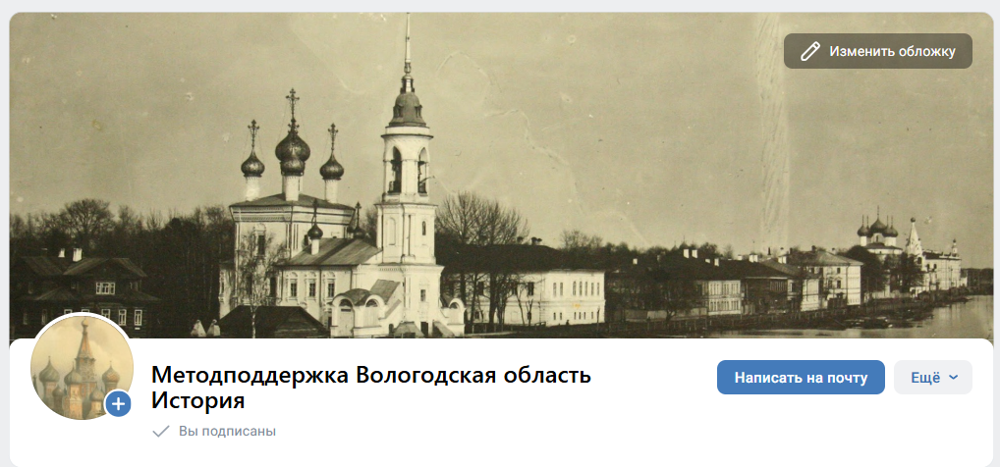 Изменить обложку
Методподдержка Вологодская область
История
Написать на почту
Ещё
Вы подписаны